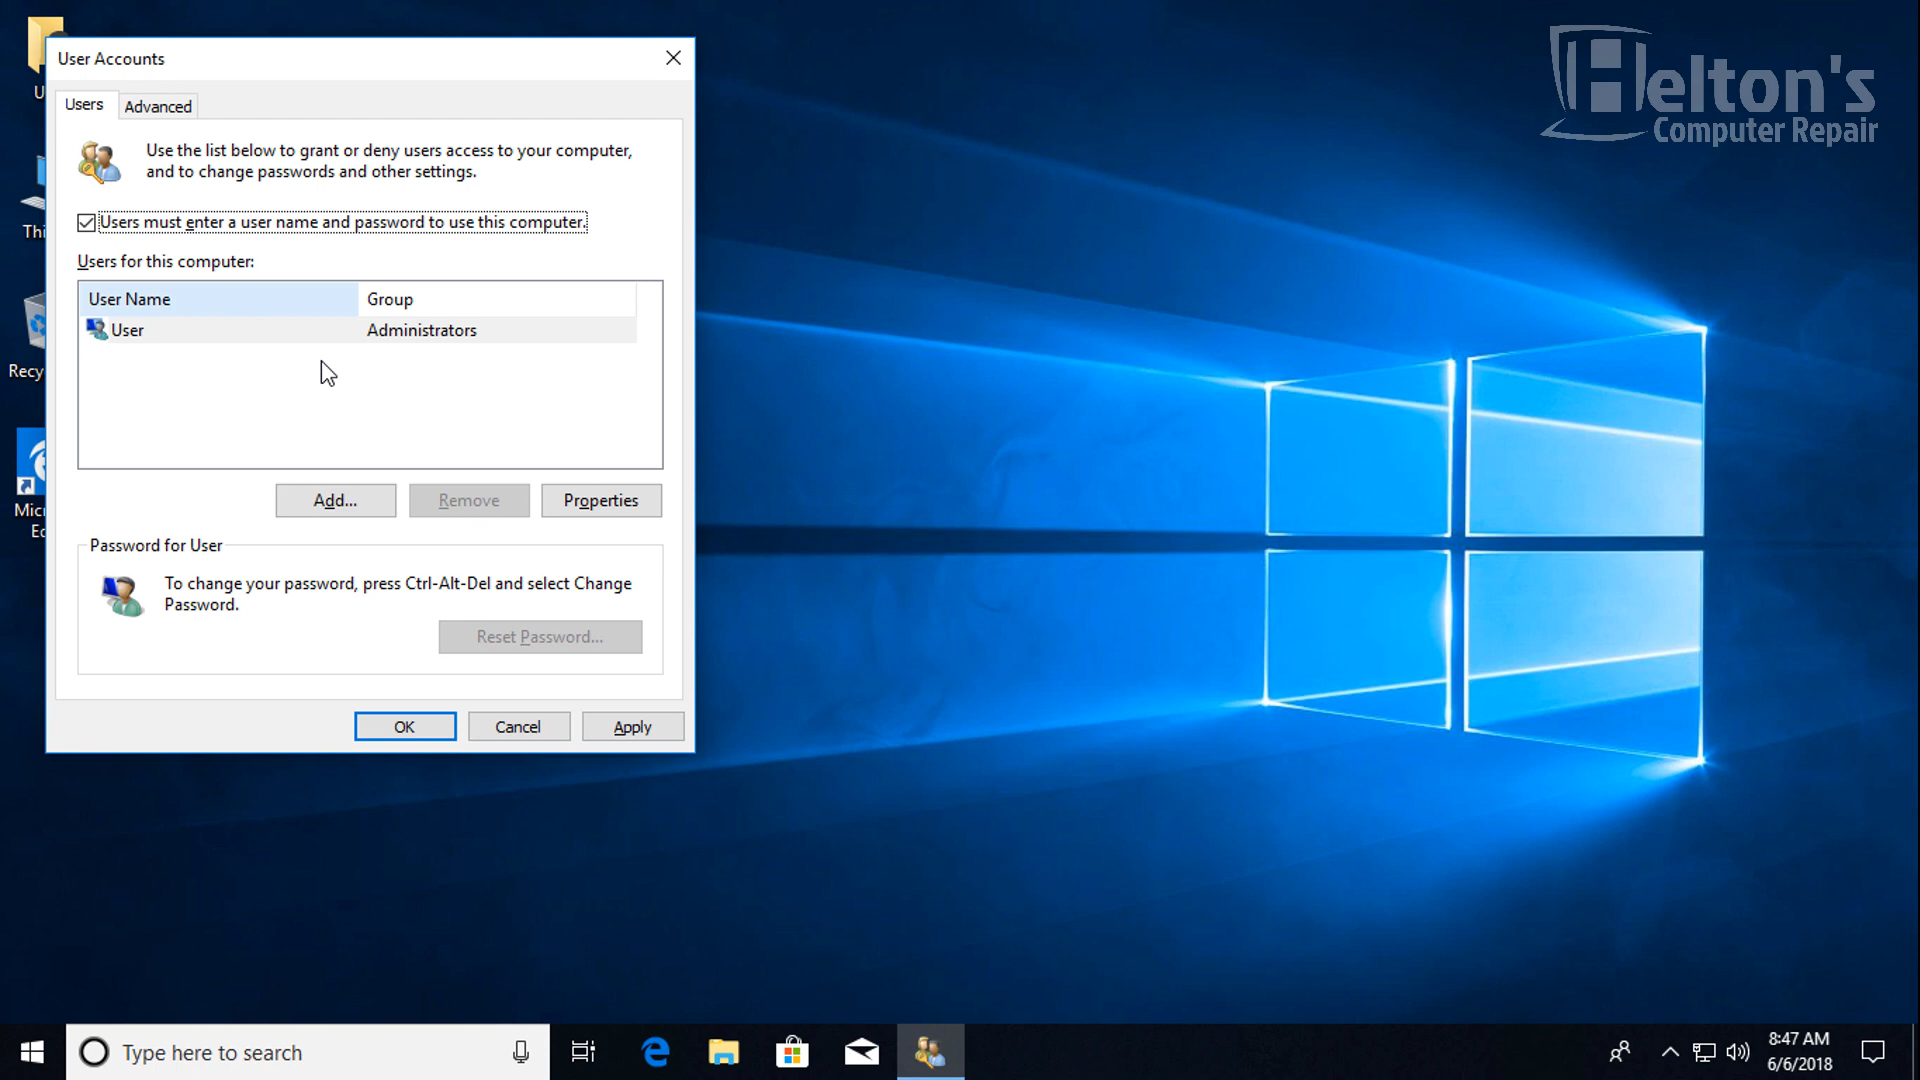 Helton's
Computer Repair
User Accounts
Users
Advanced
Use the list below to grant or deny users access to your computer,
and to change passwords and other settings.
Users must enter a user name and password to use this computer.
Users for this computer:
User Name
Group
User
Administrators
Add...
Remove
Properties
Password for User
To change your password, press Ctrl-Alt-Del and select Change
Password.
Reset Password...
OK
Cancel
Apply
U
Thi
Recy
Micr
Ed
Type here to search
8:47 AM
6/6/2018